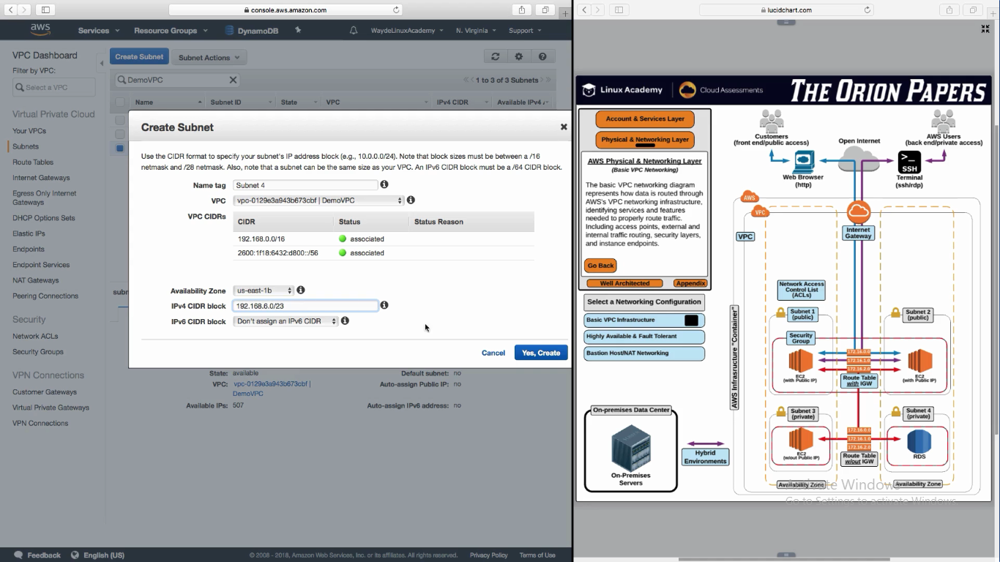 console.aws.amazon.com
aws
Services
Resource Groups
DynamoDB
WaydeLinuxAcademy
N. Virginia
Support
VPC Dashboard
Filter by VPC:
Select a VPC
Virtual Private Cloud
Your VPCs
Subnets
Route Tables
Internet Gateways
Egress Only Internet
Gateways
DHCP Options Sets
Elastic IPs
Endpoints
Endpoint Services
NAT Gateways
Peering Connections
Security
Network ACLs
Security Groups
VPN Connections
Customer Gateways
Virtual Private Gateways
VPN Connections
Create Subnet
Subnet Actions
DemoVPC
1 to 3 of 3 Subnets
Name
Subnet ID
State
VPC
IPv4 CIDR
Available IPv4
Create Subnet
Use the CIDR format to specify your subnet's IP address block (e.g., 10.0.0.0/24). Note that block sizes must be between a /16
netmask and /28 netmask. Also, note that a subnet can be the same size as your VPC. An IPv6 CIDR block must be a /64 CIDR block.
Name tag Subnet 4
VPC vpc-0129e3a943b673cbf | DemoVPC
VPC CIDRs
CIDR Status Status Reason
192.168.0.0/16 associated
2600:1f18:6432:d800::/56 associated
Availability Zone us-east-1b
IPv4 CIDR block 192.168.6.0/23
IPv6 CIDR block Don't assign an IPv6 CIDR
Cancel
Yes, Create
subn
State: available
Default subnet: no
VPC: vpc-0129e3a943b673cbf |
DemoVPC
Auto-assign Public IP: no
Available IPs: 507
Auto-assign IPv6 address: no
Feedback
English (US)
© 2008 - 2018, Amazon Web Services, Inc. or its affiliates. All rights reserved.
Privacy Policy
Terms of Use
lucidchart.com
Linux Academy
Cloud Assessments
THE ORION PAPERS
Account & Services Layer
Physical & Networking Layer
AWS Physical & Networking Layer
(Basic VPC Networking)
The basic VPC networking diagram
represents how data is routed through
AWS's VPC networking infrastructure,
identifying services and features
needed to properly route traffic.
Including access points, external and
internal traffic routing, security layers,
and instance endpoints.
Go Back
Well Architected
Appendix
Select a Networking Configuration
Basic VPC Infrastructure
Highly Available & Fault Tolerant
Bastion Host/NAT Networking
On-premises Data Center
On-Premises
Servers
Hybrid
Environments
Customers
(front end/public access)
Open Internet
AWS Users
(back end/private access)
Web Browser
(http)
>_
SSH
Terminal
(ssh/rdp)
AWS
VPC
VPC
Internet
Gateway
AWS Infrasructure "Container"
Network Access
Control List
(ACLs)
Subnet 1
(public)
Subnet 2
(public)
Security
Group
EC2
(with Public IP)
172.16.0.0
172.16.1.0
172.16.2.0
Route Table
with IGW
EC2
(with Public IP)
Subnet 3
(private)
Subnet 4
(private)
EC2
(w/out Public IP)
172.16.0.0
172.16.1.0
172.16.2.0
Route Table
w/out IGW
RDS
Availability Zone
Availability Zone
Activate Windows
Go to Settings to activate Windows.